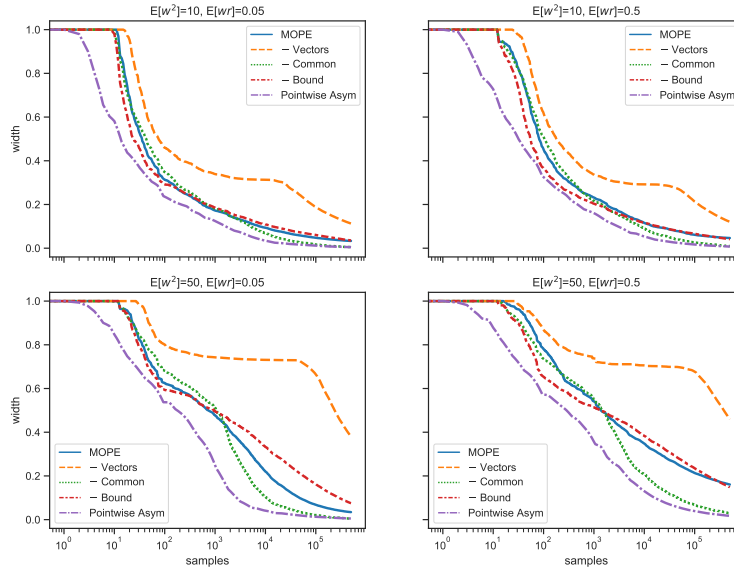 E[w²]=10, E[wr]=0.05
1.0
0.8
0.6
0.4
0.2
0.0
width
MOPE
− Vectors
− Common
− Bound
Pointwise Asym
E[w²]=10, E[wr]=0.5
MOPE
− Vectors
− Common
− Bound
Pointwise Asym
E[w²]=50, E[wr]=0.05
1.0
0.8
0.6
0.4
0.2
0.0
width
MOPE
− Vectors
− Common
− Bound
Pointwise Asym
10⁰ 10¹ 10² 10³ 10⁴ 10⁵
samples
E[w²]=50, E[wr]=0.5
MOPE
− Vectors
− Common
− Bound
Pointwise Asym
10⁰ 10¹ 10² 10³ 10⁴ 10⁵
samples